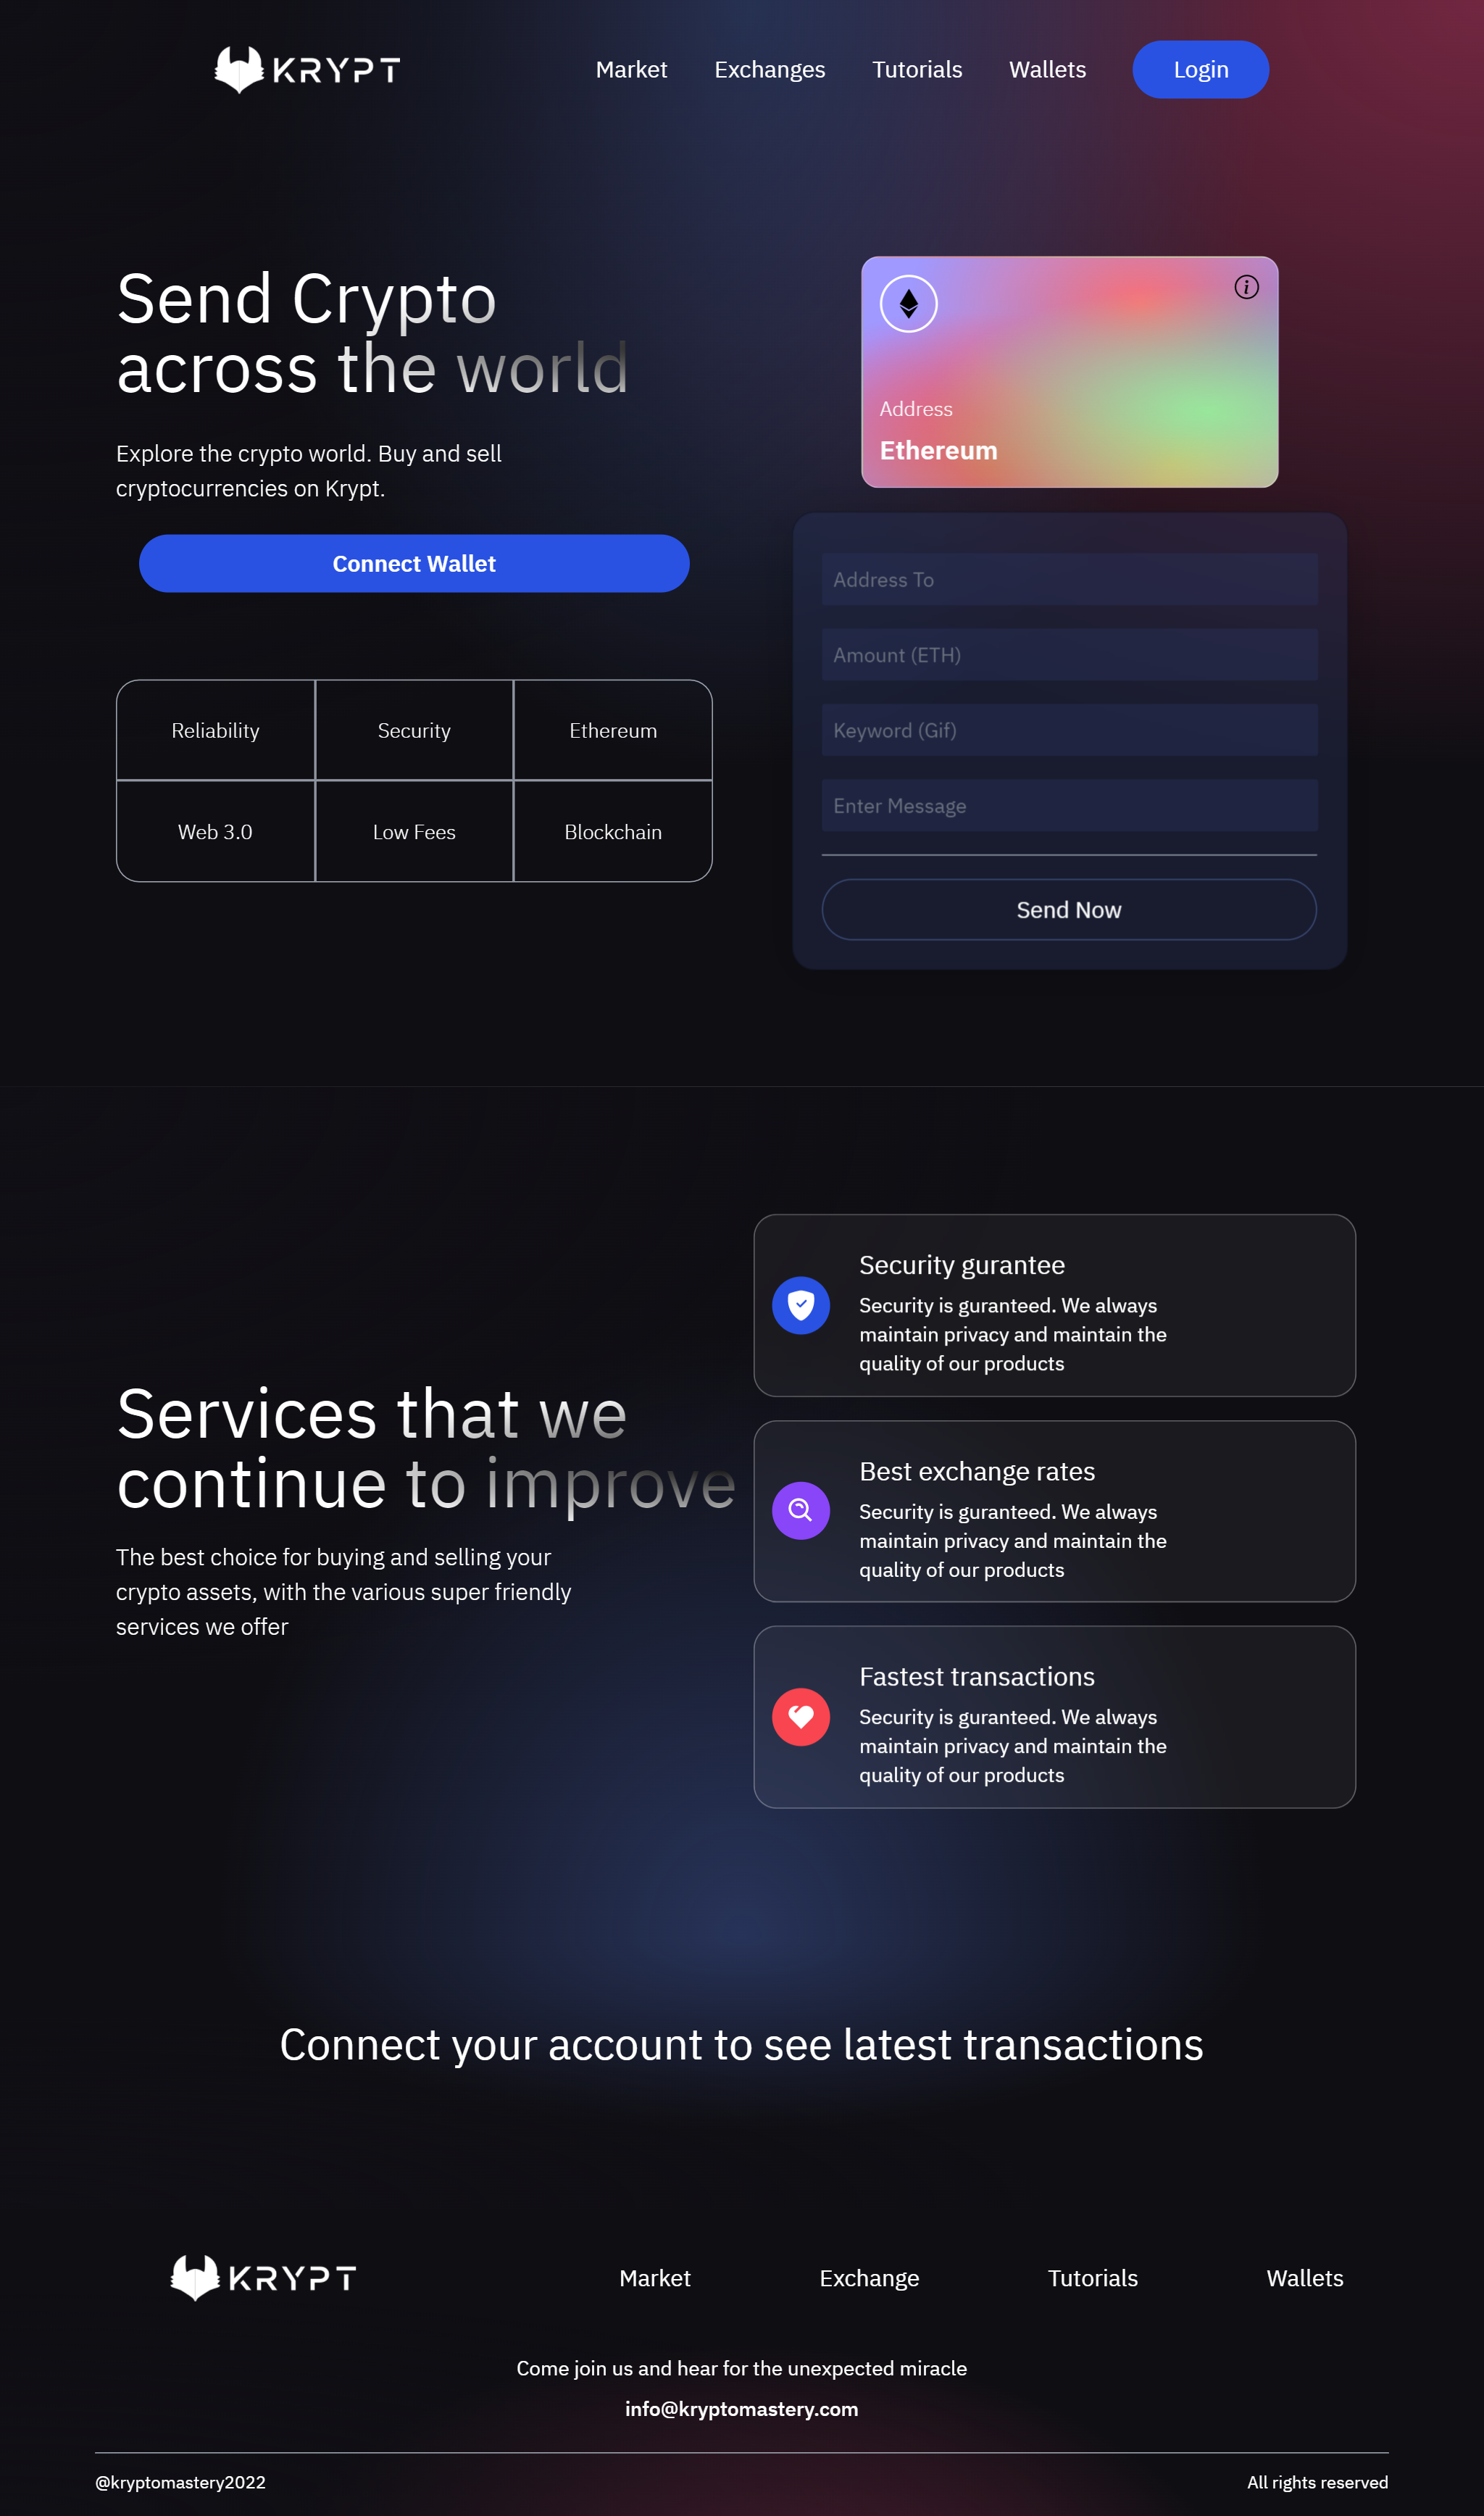 KRYPT
Market
Exchanges
Tutorials
Wallets
Login
Send Crypto
across the world
Explore the crypto world. Buy and sell
cryptocurrencies on Krypt.
Connect Wallet
Reliability
Security
Ethereum
Web 3.0
Low Fees
Blockchain
i
Address
Ethereum
Address To
Amount (ETH)
Keyword (Gif)
Enter Message
Send Now
Services that we
continue to improve
The best choice for buying and selling your
crypto assets, with the various super friendly
services we offer
Security gurantee
Security is guranteed. We always
maintain privacy and maintain the
quality of our products
Best exchange rates
Security is guranteed. We always
maintain privacy and maintain the
quality of our products
Fastest transactions
Security is guranteed. We always
maintain privacy and maintain the
quality of our products
Connect your account to see latest transactions
KRYPT
Market
Exchange
Tutorials
Wallets
Come join us and hear for the unexpected miracle
info@kryptomastery.com
@kryptomastery2022
All rights reserved